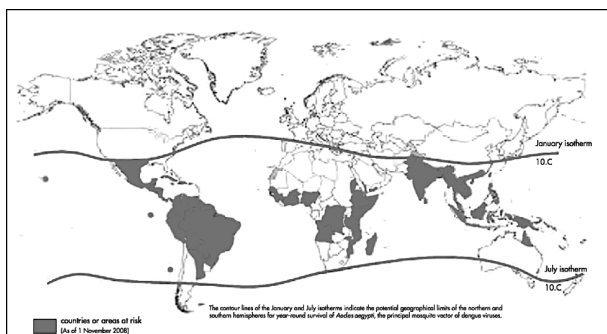 January isotherm
10.C
July isotherm
10.C
The contour lines of the January and July isotherms indicate the potential geographical limits of the northern and
southern hemispheres for year-round survival of Aedes aegypti, the principal mosquito vector of dengue viruses.
countries or areas at risk
(As of 1 November 2008)